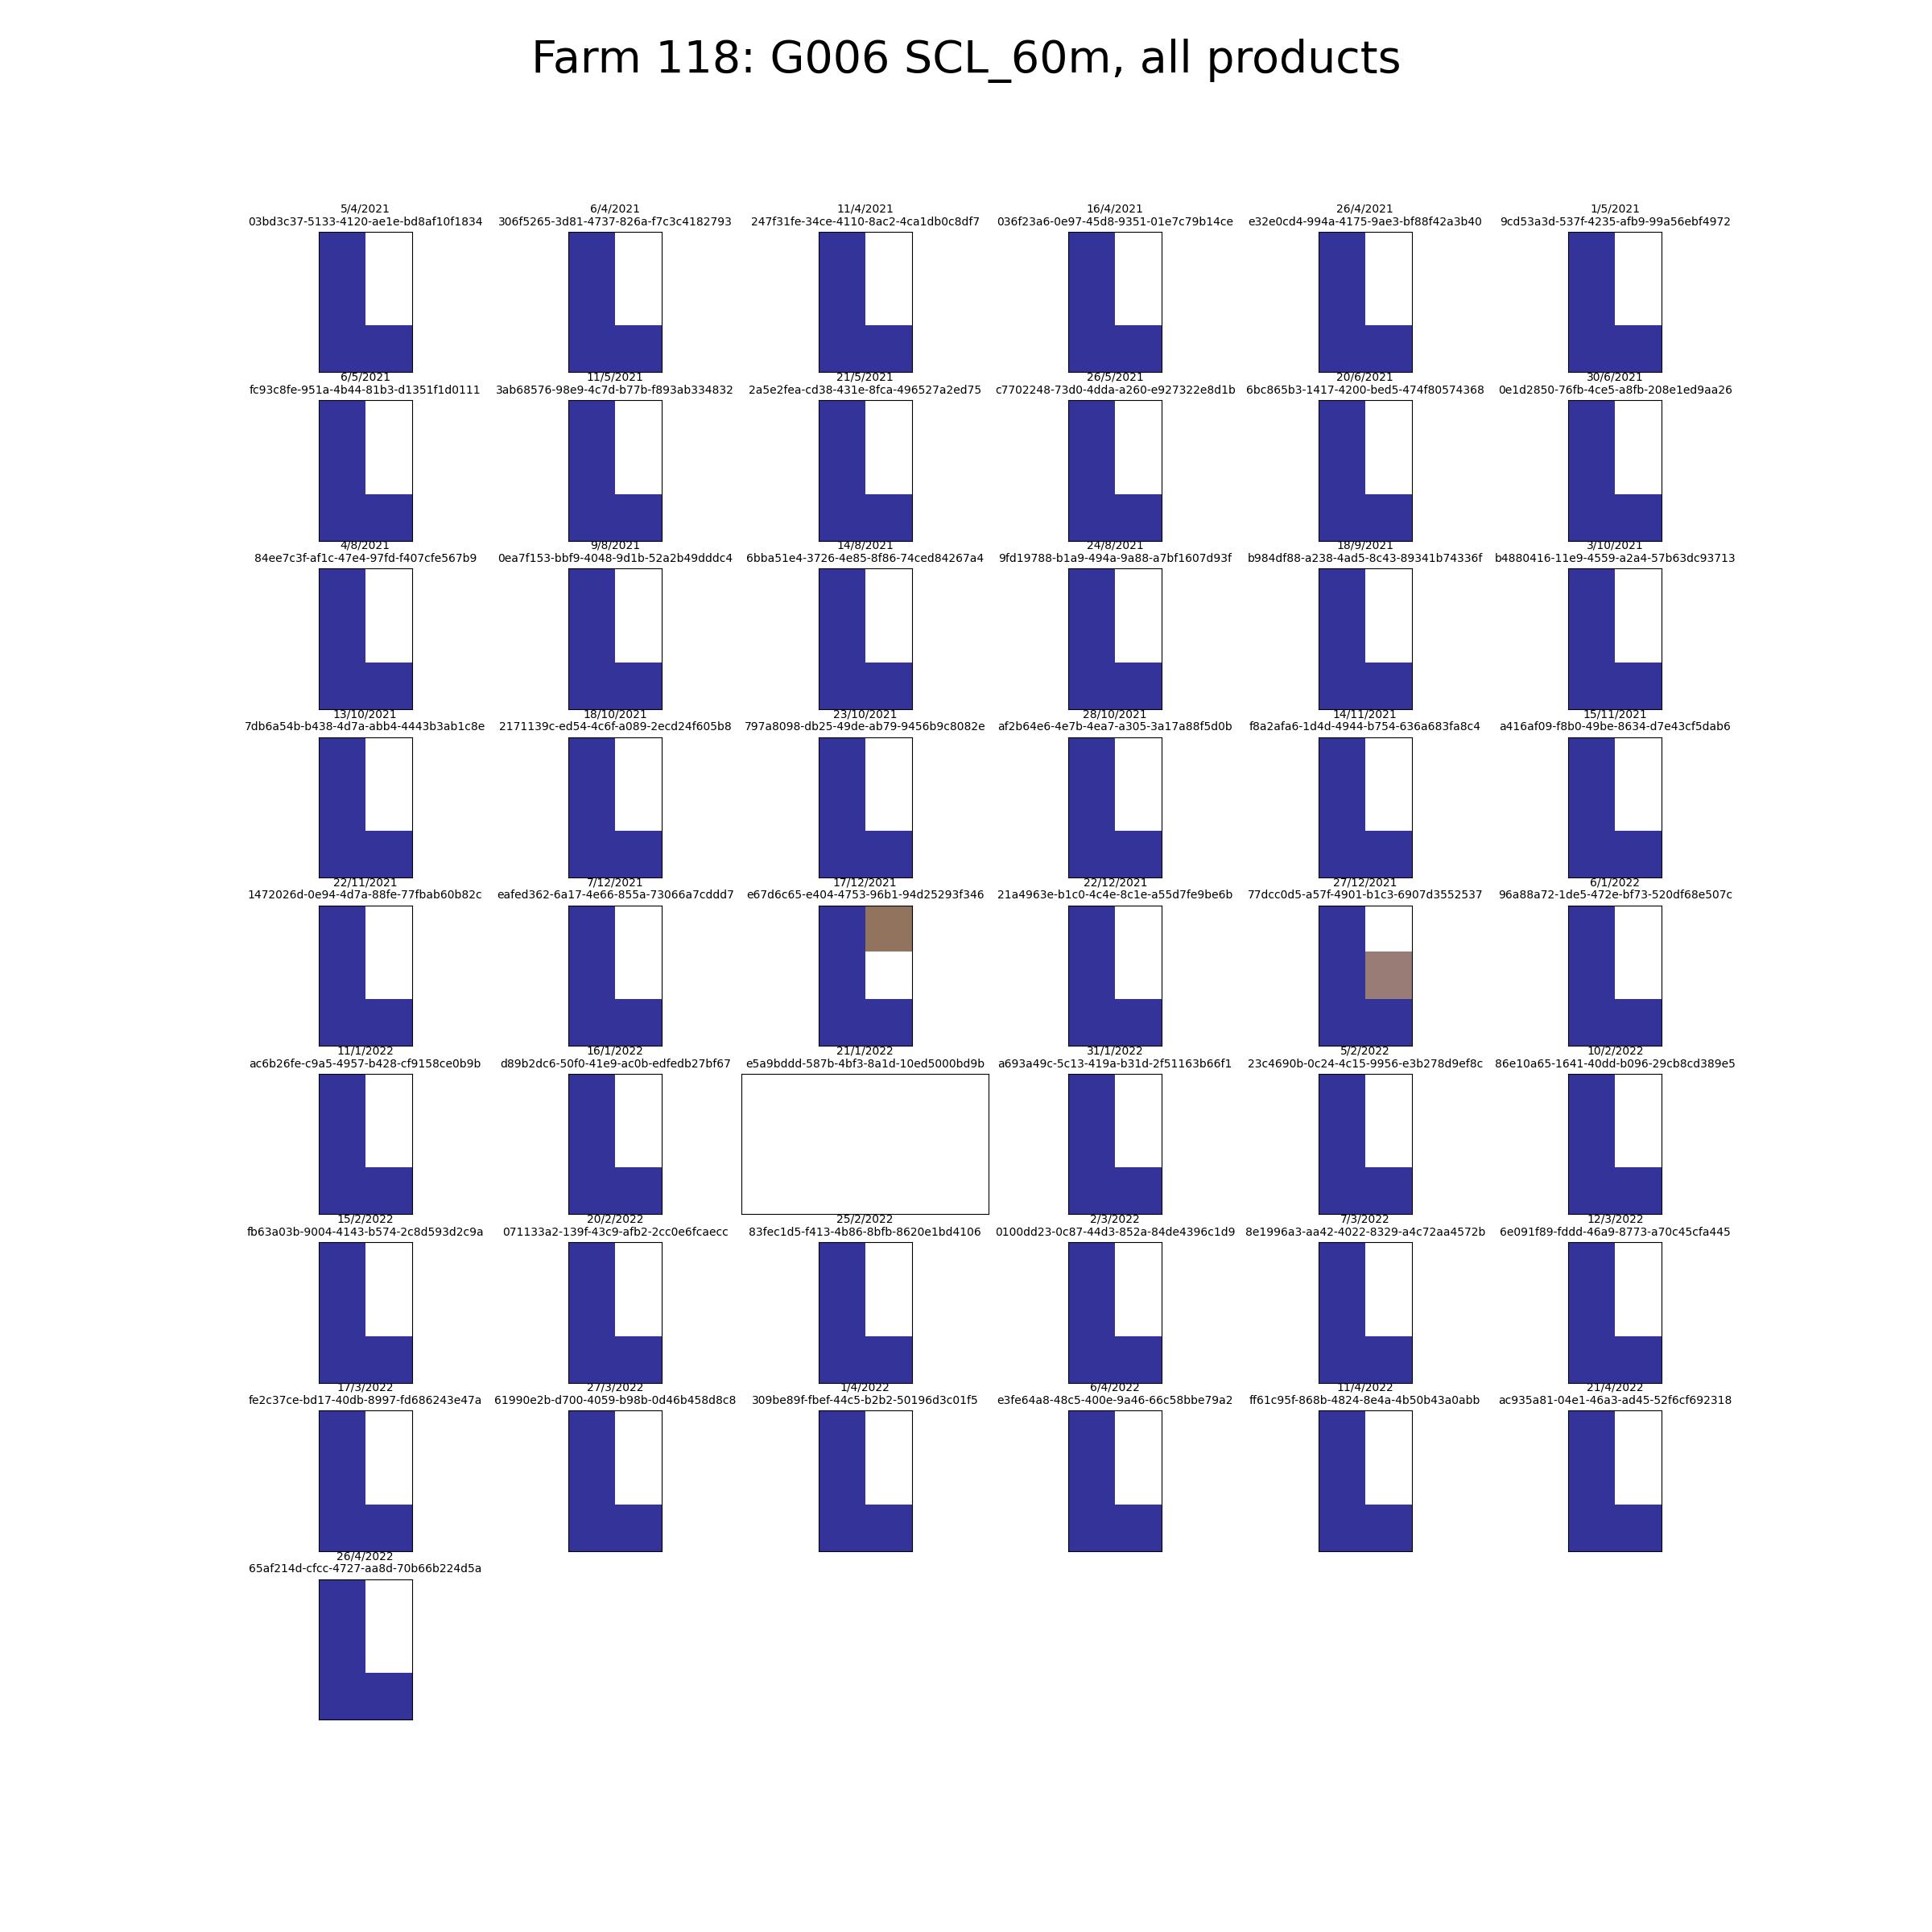 Farm 118: G006 SCL_60m, all products
5/4/2021
03bd3c37-5133-4120-ae1e-bd8af10f1834
6/4/2021
306f5265-3d81-4737-826a-f7c3c4182793
11/4/2021
247f31fe-34ce-4110-8ac2-4ca1db0c8df7
16/4/2021
036f23a6-0e97-45d8-9351-01e7c79b14ce
26/4/2021
e32e0cd4-994a-4175-9ae3-bf88f42a3b40
1/5/2021
9cd53a3d-537f-4235-afb9-99a56ebf4972
6/5/2021
fc93c8fe-951a-4b44-81b3-d1351f1d0111
11/5/2021
3ab68576-98e9-4c7d-b77b-f893ab334832
21/5/2021
2a5e2fea-cd38-431e-8fca-496527a2ed75
26/5/2021
c7702248-73d0-4dda-a260-e927322e8d1b
20/6/2021
6bc865b3-1417-4200-bed5-474f80574368
30/6/2021
0e1d2850-76fb-4ce5-a8fb-208e1ed9aa26
4/8/2021
84ee7c3f-af1c-47e4-97fd-f407cfe567b9
9/8/2021
0ea7f153-bbf9-4048-9d1b-52a2b49dddc4
14/8/2021
6bba51e4-3726-4e85-8f86-74ced84267a4
24/8/2021
9fd19788-b1a9-494a-9a88-a7bf1607d93f
18/9/2021
b984df88-a238-4ad5-8c43-89341b74336f
3/10/2021
b4880416-11e9-4559-a2a4-57b63dc93713
13/10/2021
7db6a54b-b438-4d7a-abb4-4443b3ab1c8e
18/10/2021
2171139c-ed54-4c6f-a089-2ecd24f605b8
23/10/2021
797a8098-db25-49de-ab79-9456b9c8082e
28/10/2021
af2b64e6-4e7b-4ea7-a305-3a17a88f5d0b
14/11/2021
f8a2afa6-1d4d-4944-b754-636a683fa8c4
15/11/2021
a416af09-f8b0-49be-8634-d7e43cf5dab6
22/11/2021
1472026d-0e94-4d7a-88fe-77fbab60b82c
7/12/2021
eafed362-6a17-4e66-855a-73066a7cddd7
17/12/2021
e67d6c65-e404-4753-96b1-94d25293f346
22/12/2021
21a4963e-b1c0-4c4e-8c1e-a55d7fe9be6b
27/12/2021
77dcc0d5-a57f-4901-b1c3-6907d3552537
6/1/2022
96a88a72-1de5-472e-bf73-520df68e507c
11/1/2022
ac6b26fe-c9a5-4957-b428-cf9158ce0b9b
16/1/2022
d89b2dc6-50f0-41e9-ac0b-edfedb27bf67
21/1/2022
e5a9bddd-587b-4bf3-8a1d-10ed5000bd9b
31/1/2022
a693a49c-5c13-419a-b31d-2f51163b66f1
5/2/2022
23c4690b-0c24-4c15-9956-e3b278d9ef8c
10/2/2022
86e10a65-1641-40dd-b096-29cb8cd389e5
15/2/2022
fb63a03b-9004-4143-b574-2c8d593d2c9a
20/2/2022
071133a2-139f-43c9-afb2-2cc0e6fcaecc
25/2/2022
83fec1d5-f413-4b86-8bfb-8620e1bd4106
2/3/2022
0100dd23-0c87-44d3-852a-84de4396c1d9
7/3/2022
8e1996a3-aa42-4022-8329-a4c72aa4572b
12/3/2022
6e091f89-fddd-46a9-8773-a70c45cfa445
17/3/2022
fe2c37ce-bd17-40db-8997-fd686243e47a
27/3/2022
61990e2b-d700-4059-b98b-0d46b458d8c8
1/4/2022
309be89f-fbef-44c5-b2b2-50196d3c01f5
6/4/2022
e3fe64a8-48c5-400e-9a46-66c58bbe79a2
11/4/2022
ff61c95f-868b-4824-8e4a-4b50b43a0abb
21/4/2022
ac935a81-04e1-46a3-ad45-52f6cf692318
26/4/2022
65af214d-cfcc-4727-aa8d-70b66b224d5a